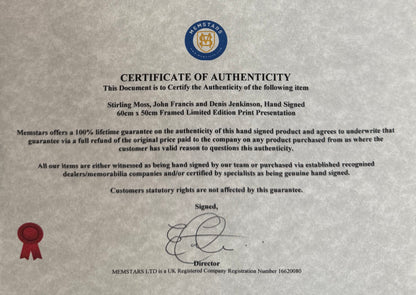 MEMSTARS
CERTIFICATE OF AUTHENTICITY
This Document is to Certify the Authenticity of the following item
Stirling Moss, John Francis and Denis Jenkinson, Hand Signed
60cm x 50cm Framed Limited Edition Print Presentation
Memstars offers a 100% lifetime guarantee on the authenticity of this hand signed product and agrees to underwrite that
guarantee via a full refund of the original price paid to the company on any product purchased from us where the
customer has valid reason to questions this authenticity.
All our items are either witnessed as being hand signed by our team or purchased via established recognised
dealers/memorabilia companies and/or certified by specialists as being genuine hand signed.
Customers statutory rights are not affected by this guarantee.
Signed,
Director
MEMSTARS LTD is a UK Registered Company Registration Number 16620080